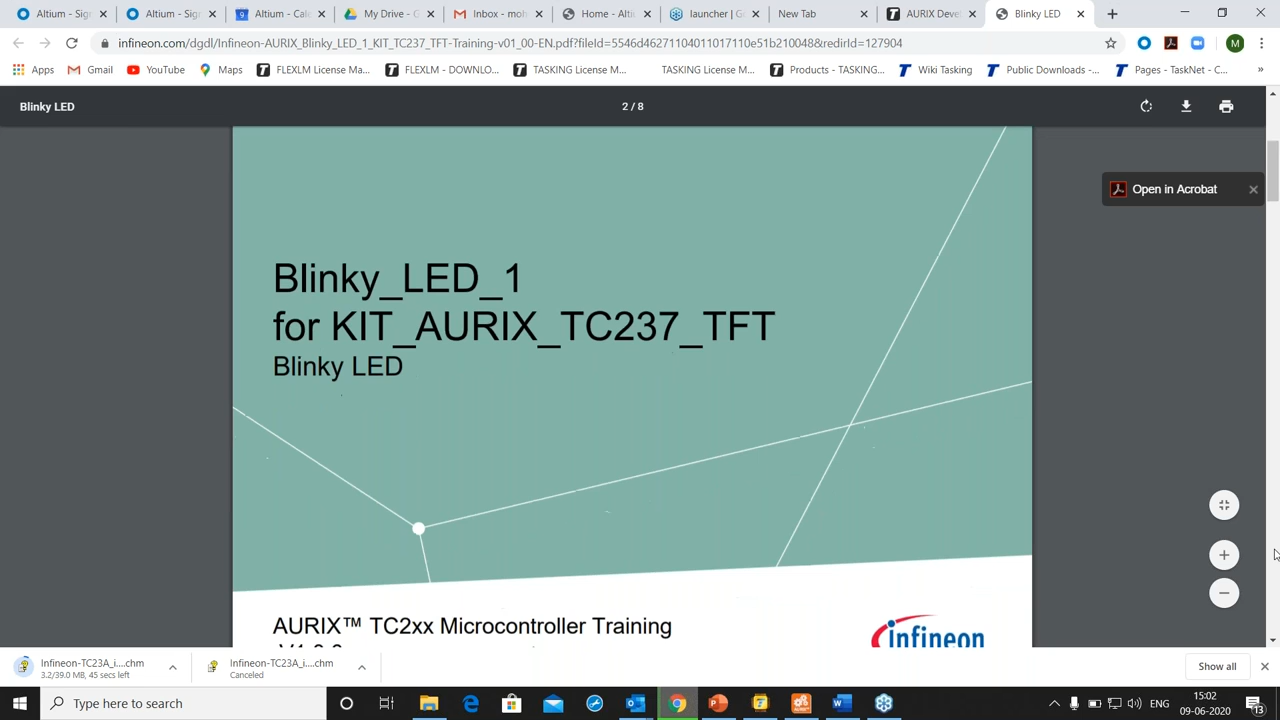 Altium - Sig
Altium - Sig
Altium - Cal
My Drive - G
Inbox - moh
Home - Alti
launcher | G
New Tab
AURIX Deve
Blinky LED
infineon.com/dgdl/Infineon-AURIX_Blinky_LED_1_KIT_TC237_TFT-Training-v01_00-EN.pdf?fileId=5546d46271104011017110e51b210048&redirId=127904
M
Apps
Gmail
YouTube
Maps
FLEXLM License Ma...
FLEXLM - DOWNLO...
TASKING License M...
TASKING License M...
Products - TASKING...
Wiki Tasking
Public Downloads -...
Pages - TaskNet - C...
»
Blinky LED
2 / 8
Open in Acrobat
Blinky_LED_1
for KIT_AURIX_TC237_TFT
Blinky LED
AURIX™ TC2xx Microcontroller Training
infineon
Infineon-TC23A_i....chm
3.2/39.0 MB, 45 secs left
Infineon-TC23A_i....chm
Canceled
Show all
Type here to search
ENG
15:02
09-06-2020
13